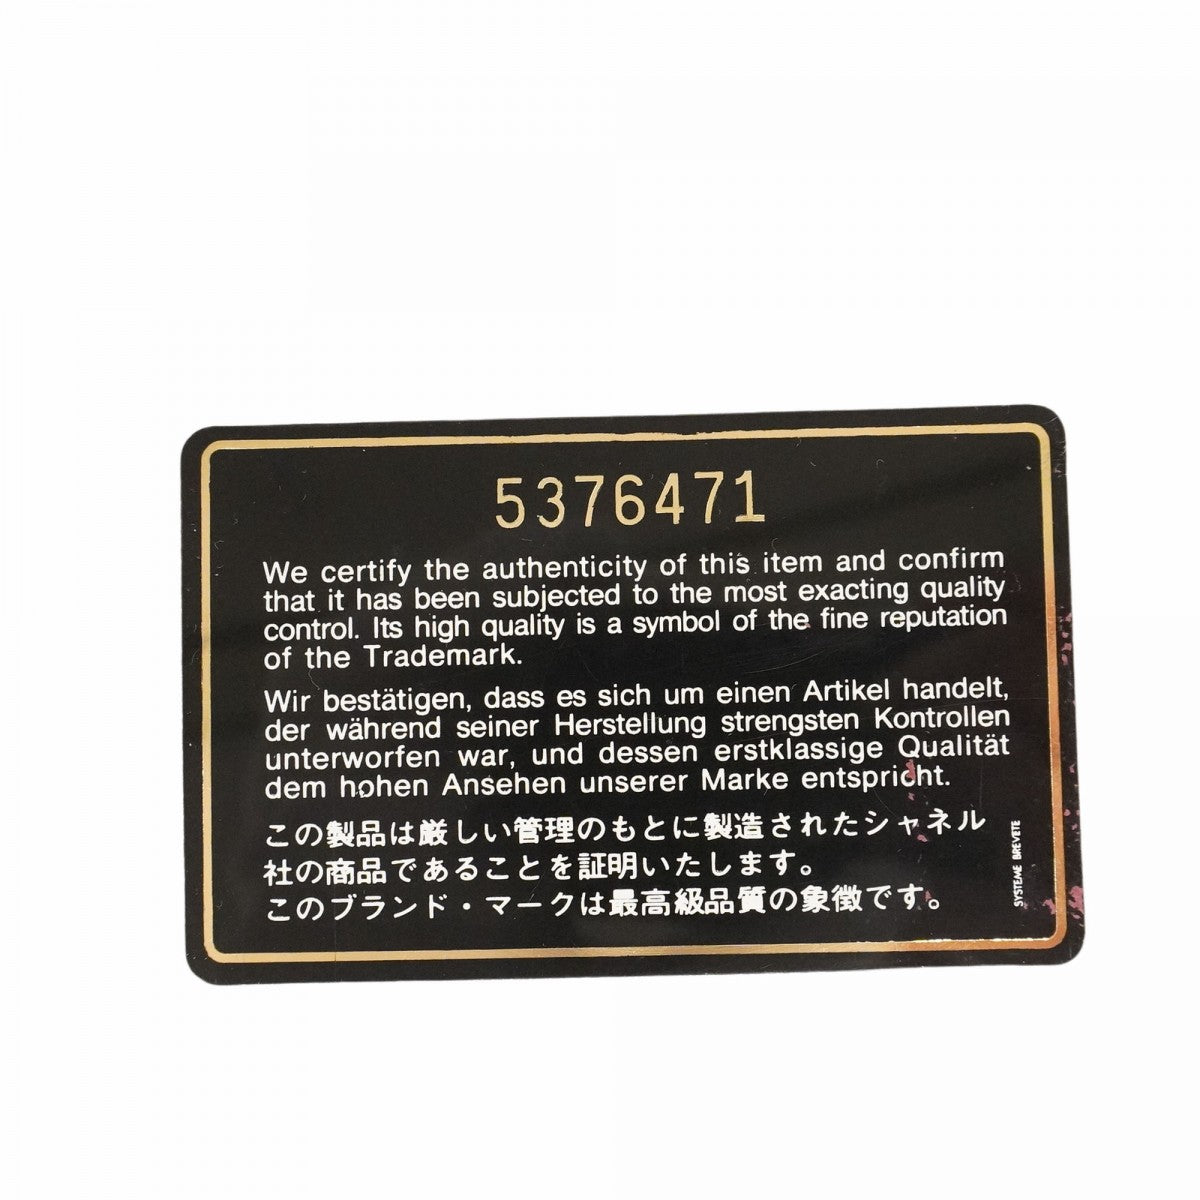 5376471
We certify the authenticity of this item and confirm
that it has been subjected to the most exacting quality
control. Its high quality is a symbol of the fine reputation
of the Trademark.
Wir bestätigen, dass es sich um einen Artikel handelt,
der während seiner Herstellung strengsten Kontrollen
unterworfen war, und dessen erstklassige Qualität
dem hohen Ansehen unserer Marke entspricht.
この製品は厳しい管理のもとに製造されたシャネル
社の商品であることを証明いたします。
このブランド・マークは最高級品質の象徴です。
SYSTEME BREVETE